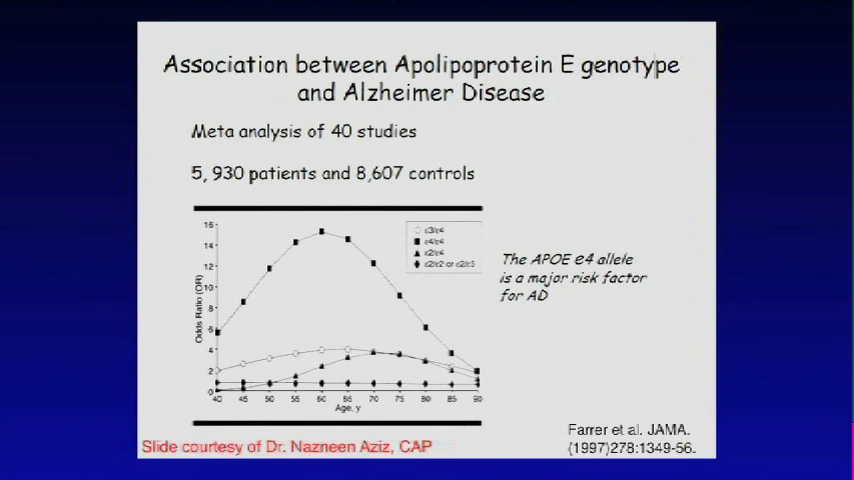 Association between Apolipoprotein E genotype
and Alzheimer Disease
Meta analysis of 40 studies
5, 930 patients and 8,607 controls
16
14
12
10
8
6
4
2
0
Odds Ratio (OR)
ε3/ε4
ε4/ε4
ε2/ε4
ε2/ε2 or ε2/ε3
40 45 50 55 60 65 70 75 80 85 90
Age, y
The APOE e4 allele
is a major risk factor
for AD
Farrer et al. JAMA.
(1997)278:1349-56.
Slide courtesy of Dr. Nazneen Aziz, CAP